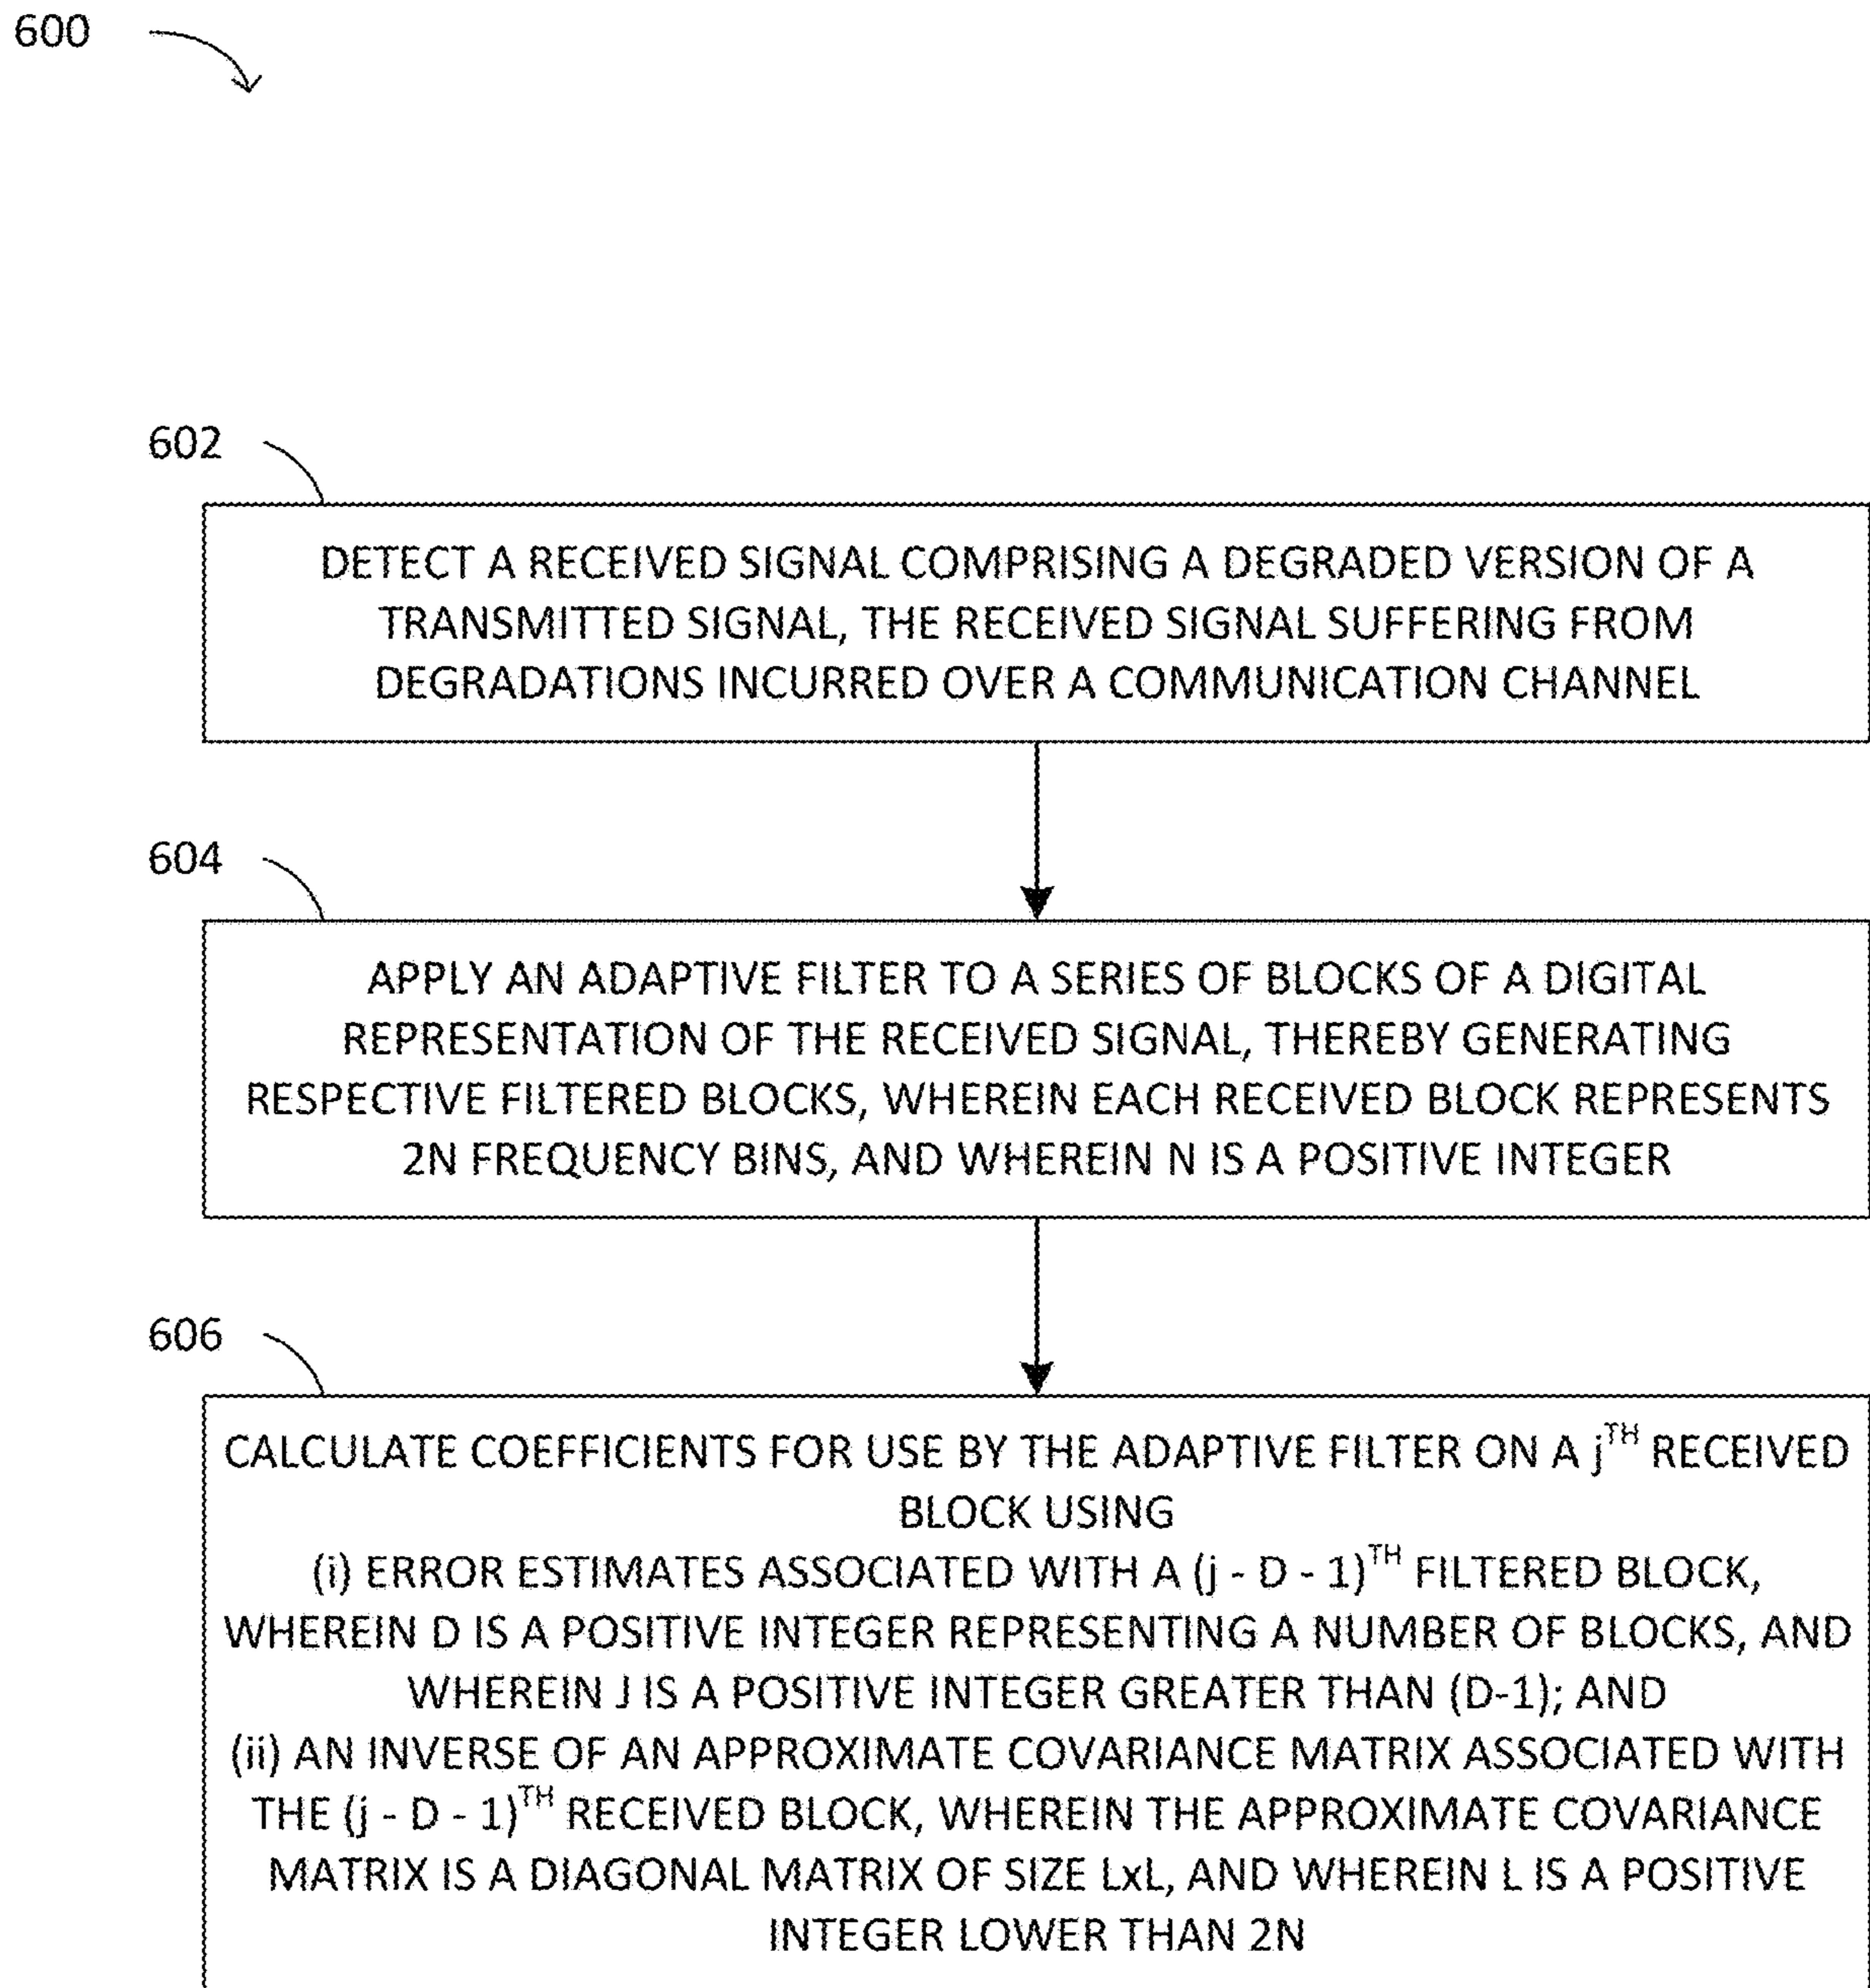 600
602
DETECT A RECEIVED SIGNAL COMPRISING A DEGRADED VERSION OF A
TRANSMITTED SIGNAL, THE RECEIVED SIGNAL SUFFERING FROM
DEGRADATIONS INCURRED OVER A COMMUNICATION CHANNEL
604
APPLY AN ADAPTIVE FILTER TO A SERIES OF BLOCKS OF A DIGITAL
REPRESENTATION OF THE RECEIVED SIGNAL, THEREBY GENERATING
RESPECTIVE FILTERED BLOCKS, WHEREIN EACH RECEIVED BLOCK REPRESENTS
2N FREQUENCY BINS, AND WHEREIN N IS A POSITIVE INTEGER
606
CALCULATE COEFFICIENTS FOR USE BY THE ADAPTIVE FILTER ON A j^TH RECEIVED
BLOCK USING
(i) ERROR ESTIMATES ASSOCIATED WITH A (j - D - 1)^TH FILTERED BLOCK,
WHEREIN D IS A POSITIVE INTEGER REPRESENTING A NUMBER OF BLOCKS, AND
WHEREIN J IS A POSITIVE INTEGER GREATER THAN (D-1); AND
(ii) AN INVERSE OF AN APPROXIMATE COVARIANCE MATRIX ASSOCIATED WITH
THE (j - D - 1)^TH RECEIVED BLOCK, WHEREIN THE APPROXIMATE COVARIANCE
MATRIX IS A DIAGONAL MATRIX OF SIZE LxL, AND WHEREIN L IS A POSITIVE
INTEGER LOWER THAN 2N